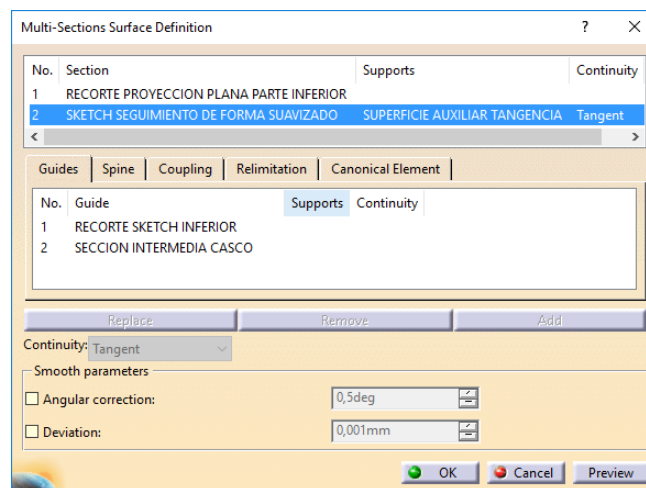 Multi-Sections Surface Definition ? X
No. Section Supports Continuity
1 RECORTE PROYECCION PLANA PARTE INFERIOR
2 SKETCH SEGUIMIENTO DE FORMA SUAVIZADO SUPERFICIE AUXILIAR TANGENCIA Tangent
Guides Spine Coupling Relimitation Canonical Element
No. Guide Supports Continuity
1 RECORTE SKETCH INFERIOR
2 SECCION INTERMEDIA CASCO
Replace Remove Add
Continuity: Tangent
Smooth parameters
Angular correction: 0,5deg
Deviation: 0,001mm
OK Cancel Preview